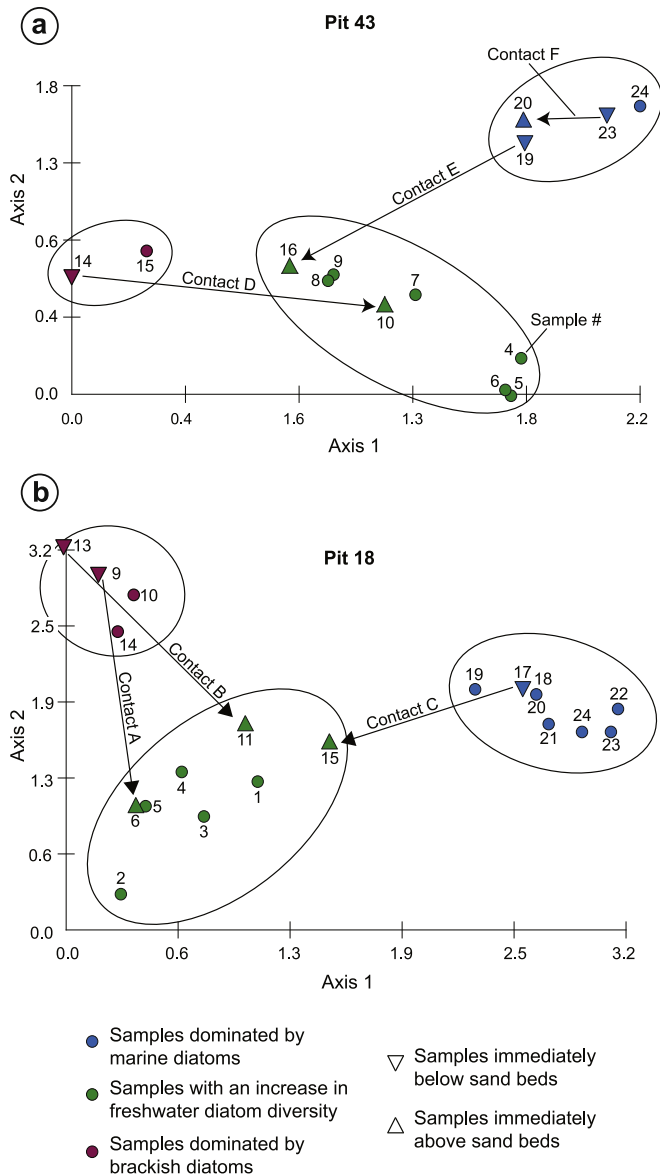 a
Pit 43
Contact F
1.8
1.3
0.6
0.4
0.0
Axis 2
20
24
23
19
Contact E
14
15
16
9
8
7
Contact D
10
Sample #
4
6
5
0.0
0.4
1.6
1.3
1.8
2.2
Axis 1
b
Pit 18
3.2
2.5
1.9
1.3
0.6
0.0
Axis 2
13
9
10
14
Contact B
Contact A
Contact C
19
17
18
20
21
24
22
23
11
15
4
1
5
6
3
2
0.0
0.6
1.3
1.9
2.5
3.2
Axis 1
Samples dominated by
marine diatoms
Samples with an increase in
freshwater diatom diversity
Samples dominated by
brackish diatoms
Samples immediately
below sand beds
Samples immediately
above sand beds